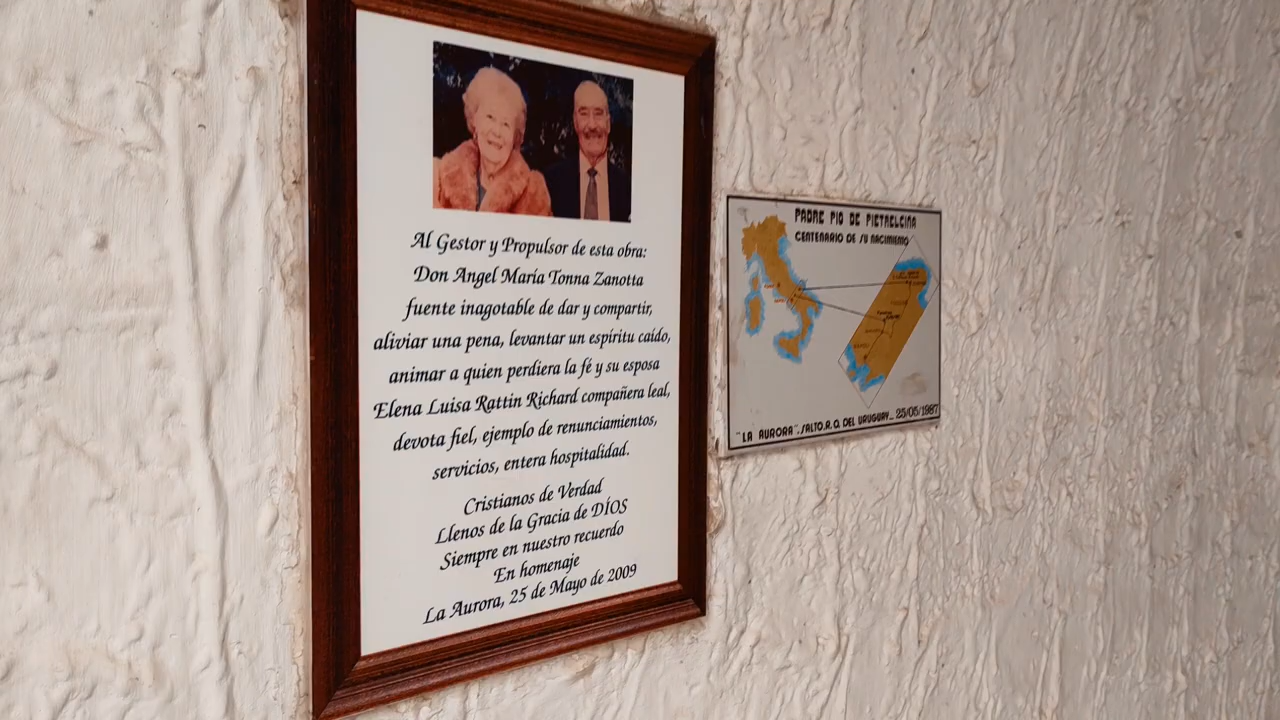 Al Gestor y Propulsor de esta obra:
Don Angel María Tonna Zanotta
fuente inagotable de dar y compartir,
aliviar una pena, levantar un espíritu caído,
animar a quien perdiera la fé y su esposa
Elena Luisa Rattin Richard compañera leal,
devota fiel, ejemplo de renunciamientos,
servicios, entera hospitalidad.
Cristianos de Verdad
Llenos de la Gracia de DÍOS
Siempre en nuestro recuerdo
En homenaje
La Aurora, 25 de Mayo de 2009
PADRE PIO DE PIETRELCINA
CENTENARIO DE SU NACIMIENTO
"LA AURORA". SALTO.R.O. DEL URUGUAY_ 25/05/1987